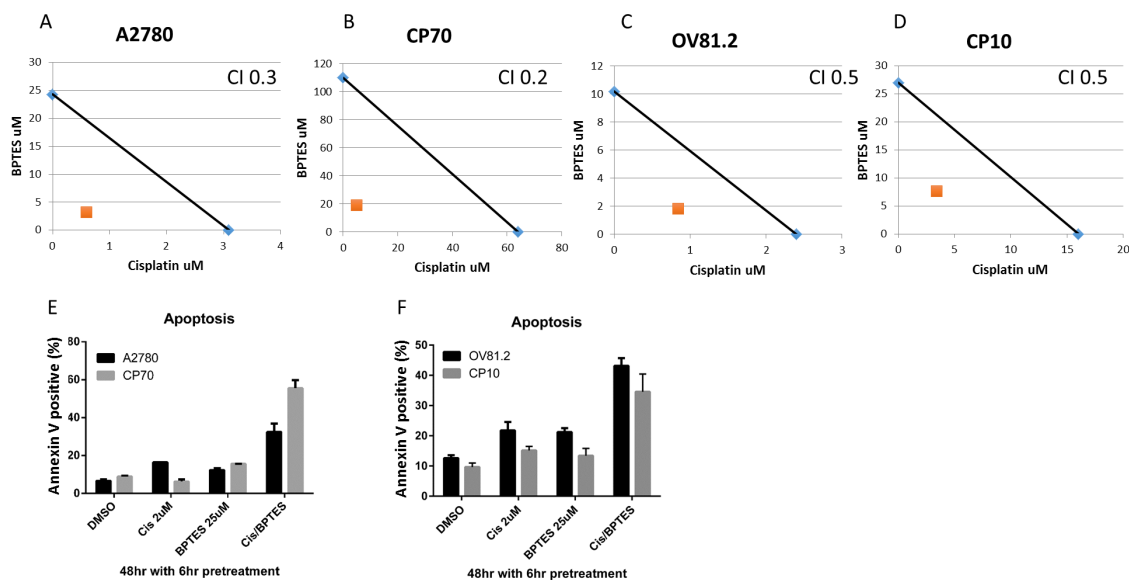 A
A2780
CI 0.3
BPTES uM
30
25
20
15
10
5
0
0 1 2 3 4
Cisplatin uM
B
CP70
CI 0.2
BPTES uM
120
100
80
60
40
20
0
0 20 40 60 80
Cisplatin uM
C
OV81.2
CI 0.5
BPTES uM
12
10
8
6
4
2
0
0 1 2 3
Cisplatin uM
D
CP10
CI 0.5
BPTES uM
30
25
20
15
10
5
0
0 5 10 15 20
Cisplatin uM
E
Apoptosis
Annexin V positive (%)
80
60
40
20
0
A2780
CP70
DMSO
Cis 2uM
BPTES 25uM
Cis/BPTES
48hr with 6hr pretreatment
F
Apoptosis
Annexin V positive (%)
50
40
30
20
10
0
OV81.2
CP10
DMSO
Cis 2uM
BPTES 25uM
Cis/BPTES
48hr with 6hr pretreatment